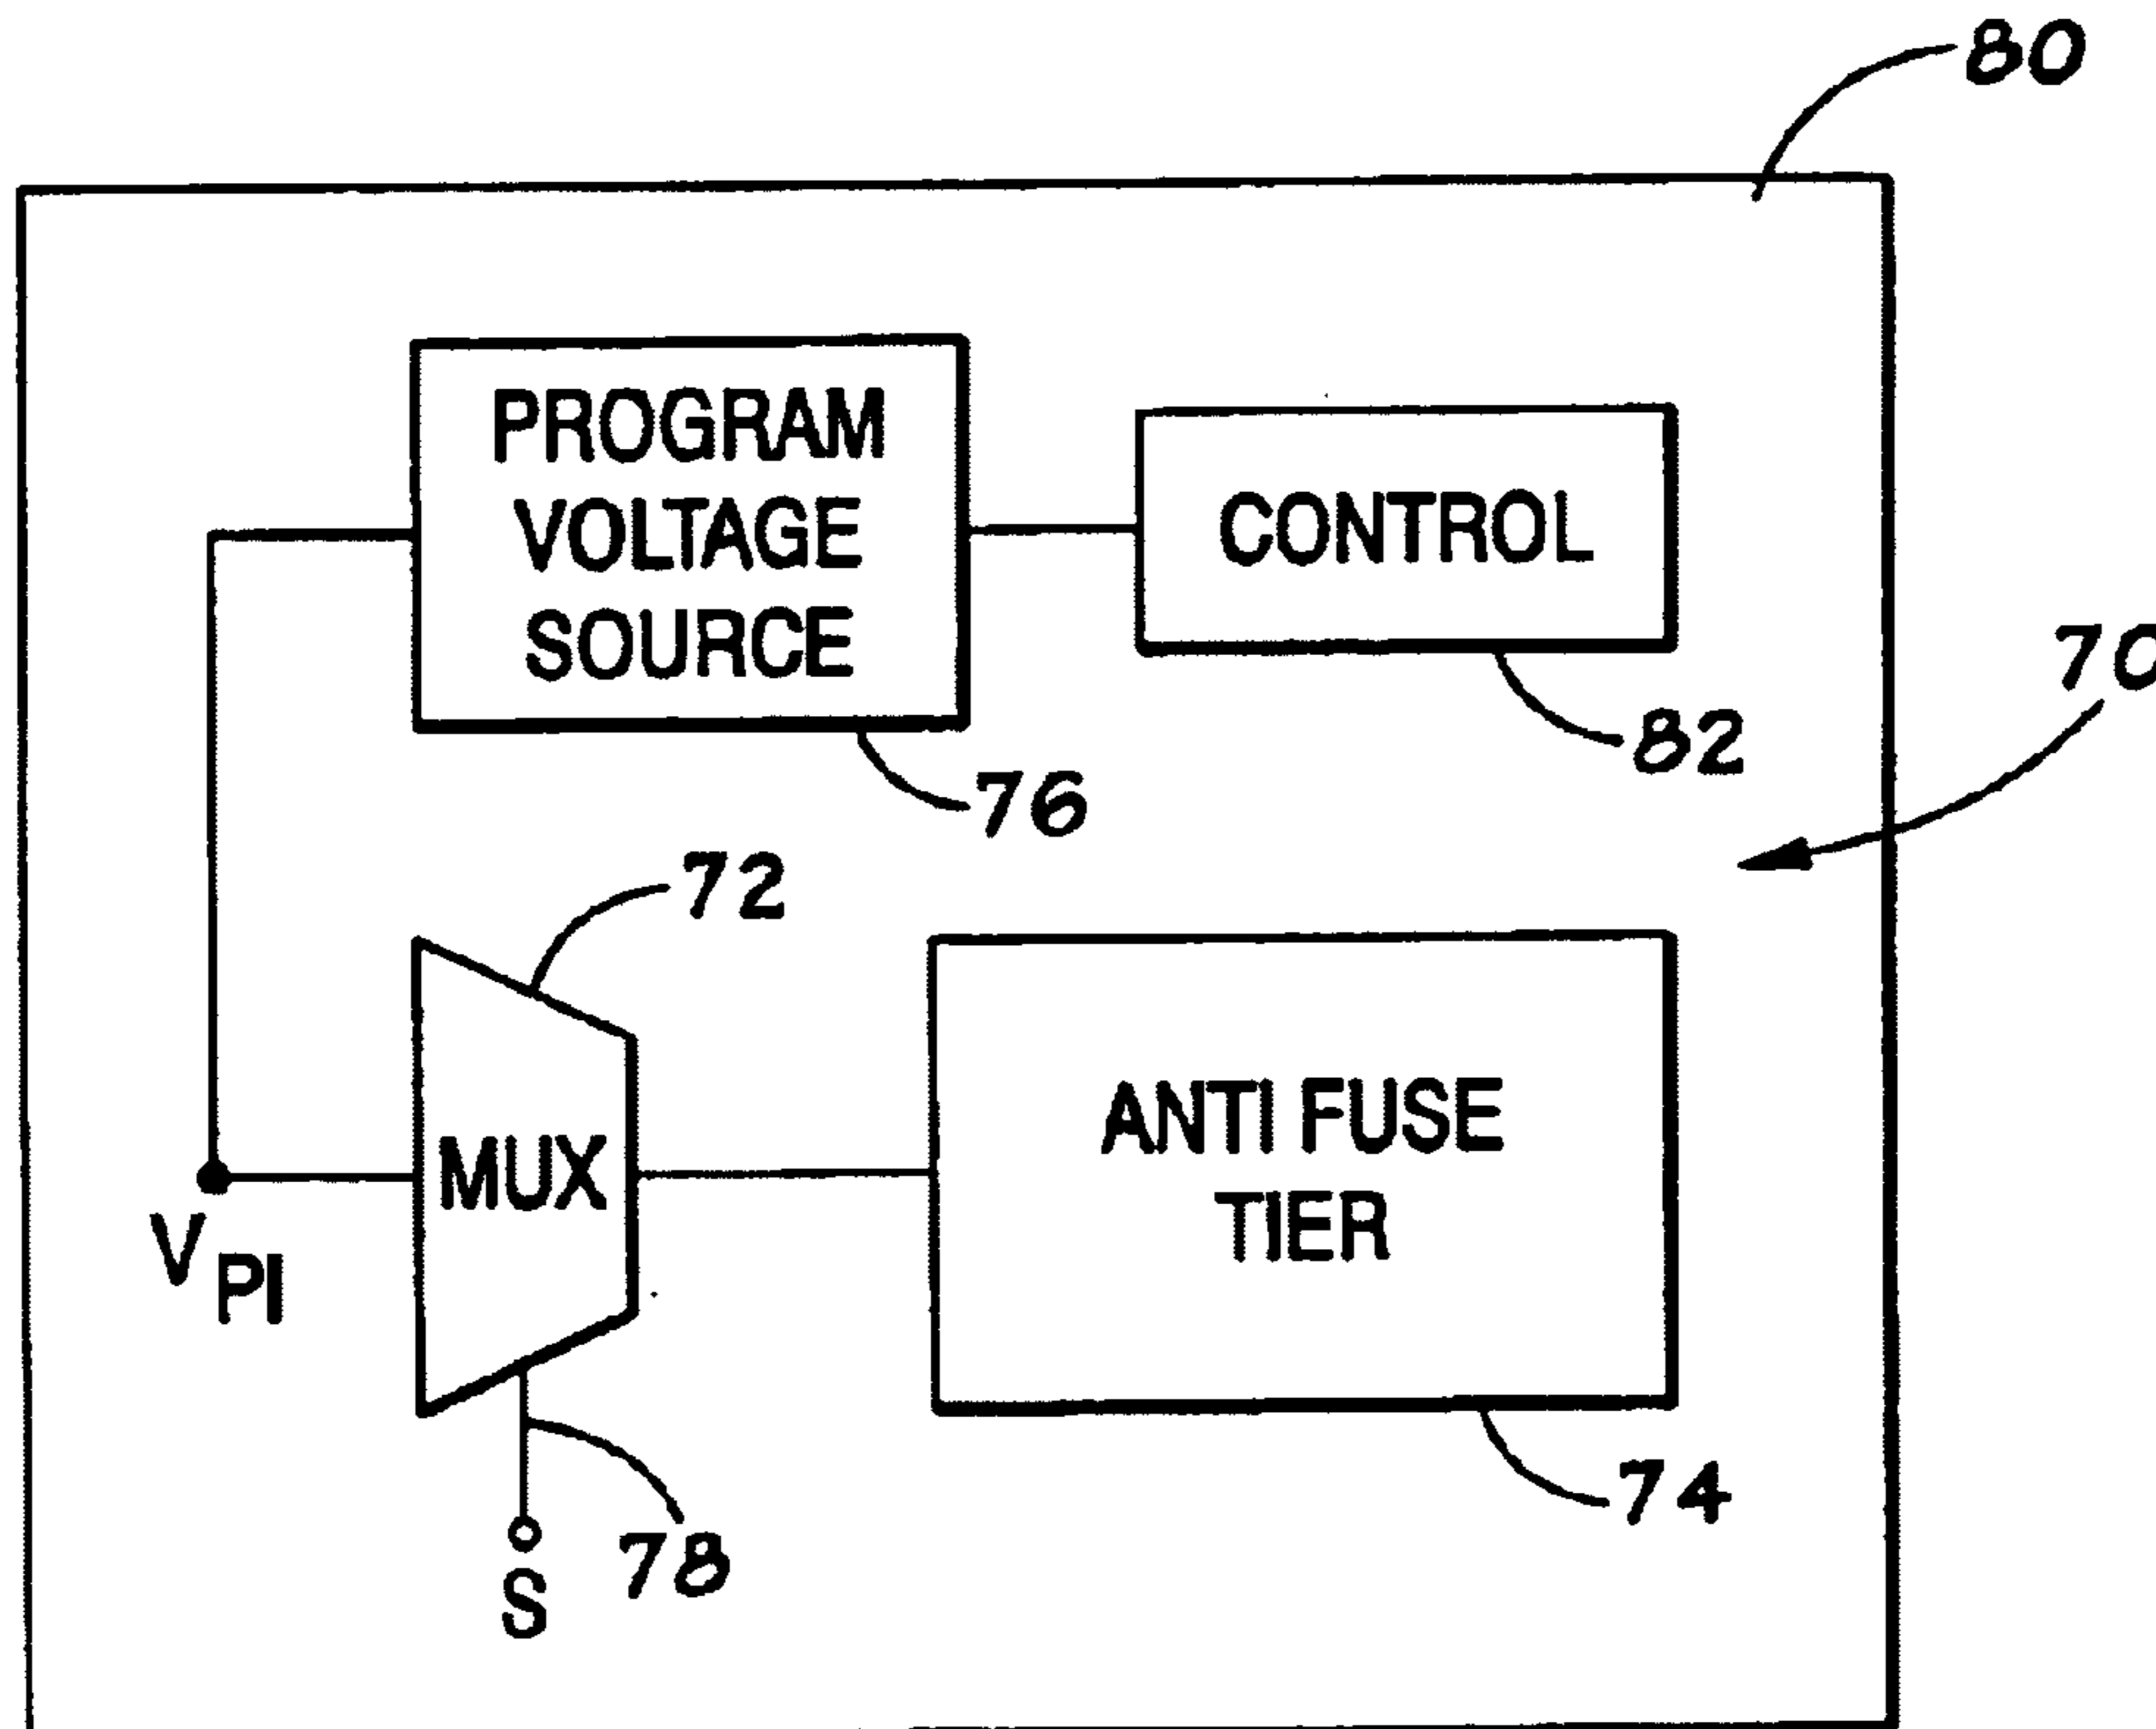 80
PROGRAM
VOLTAGE
SOURCE
CONTROL
70
82
76
72
MUX
ANTI FUSE
TIER
VPI
74
78
S